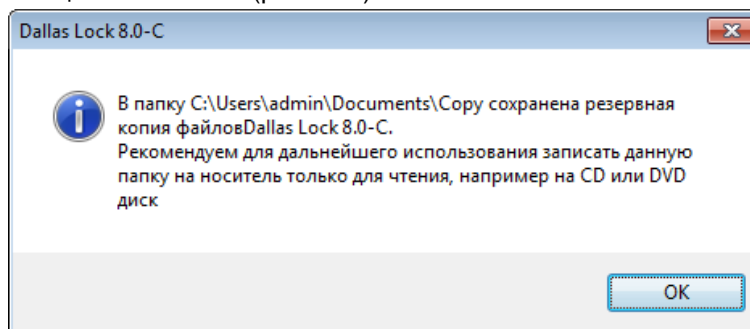 Dallas Lock 8.0-C
В папку C:\Users\admin\Documents\Copy сохранена резервная
копия файловDallas Lock 8.0-C.
Рекомендуем для дальнейшего использования записать данную
папку на носитель только для чтения, например на CD или DVD
диск
OK